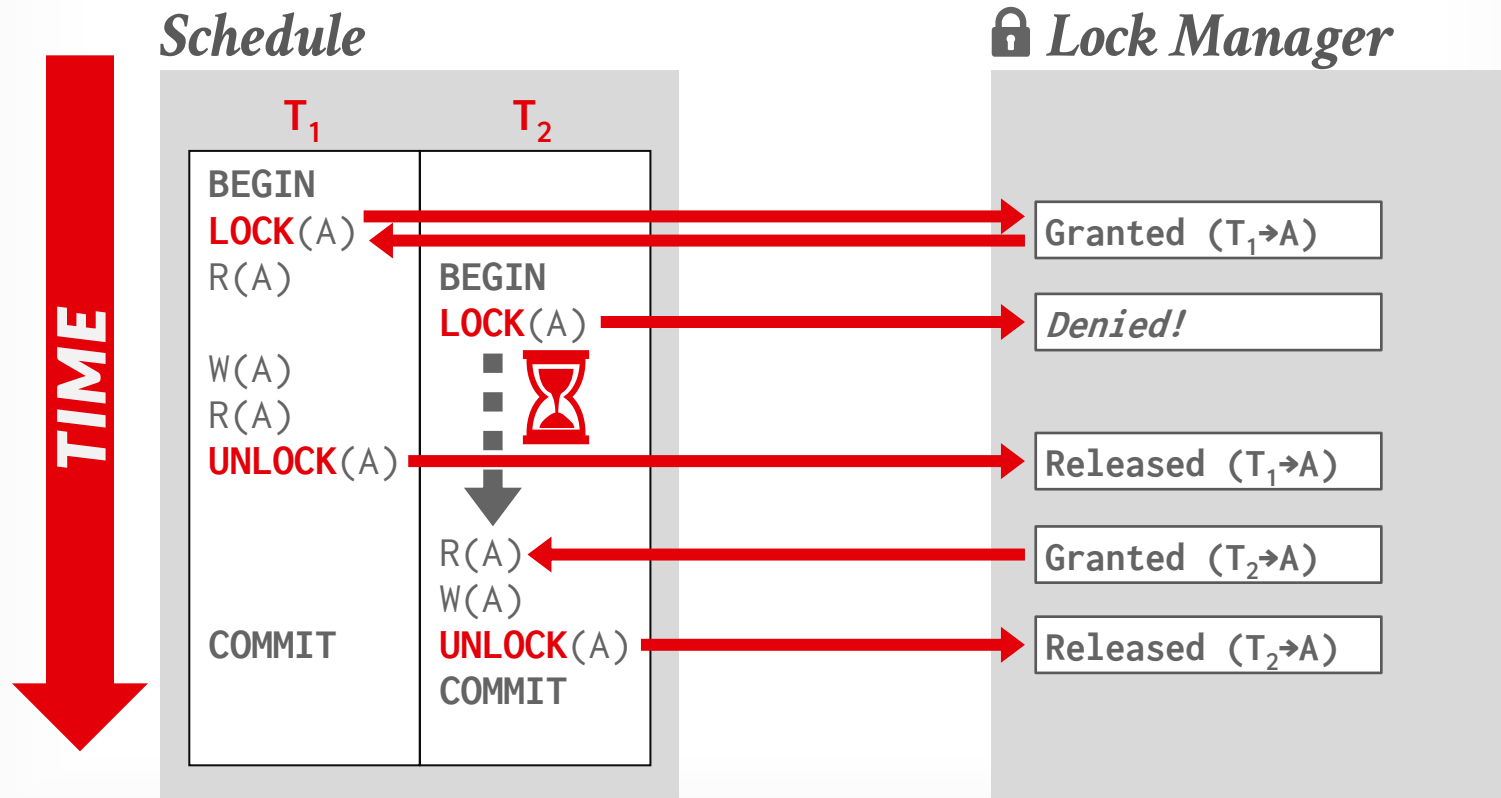 Schedule
Lock Manager
TIME
T1 T2
BEGIN
LOCK(A)
Granted (T1→A)
R(A) BEGIN
LOCK(A)
Denied!
W(A)
R(A)
UNLOCK(A)
Released (T1→A)
R(A)
Granted (T2→A)
W(A)
COMMIT UNLOCK(A)
Released (T2→A)
COMMIT